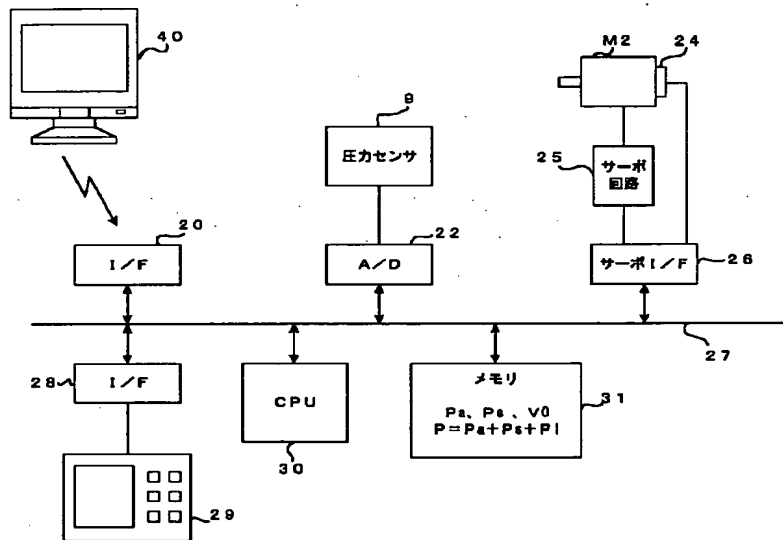 40
M2
24
9
圧力センサ
25
サーボ
回路
20
I/F
22
A/D
サーボI/F
26
27
28
I/F
CPU
30
メモリ
Pa、Ps、V0
P=Pa+Ps+Pl
31
29